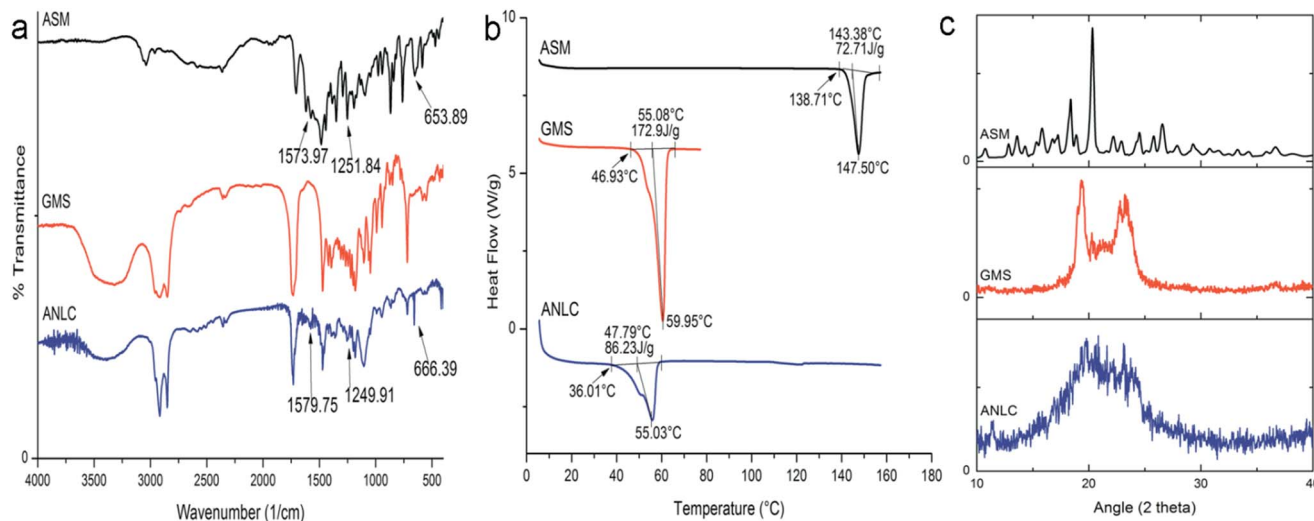 a
ASM
653.89
1573.97
1251.84
GMS
ANLC
666.39
1579.75
1249.91
% Transmittance
0
4000 3500 3000 2500 2000 1500 1000 500
Wavenumber (1/cm)
b
10
5
0
Heat Flow (W/g)
ASM
143.38°C
72.71J/g
138.71°C
147.50°C
GMS
55.08°C
172.9J/g
46.93°C
59.95°C
ANLC
47.79°C
86.23J/g
36.01°C
55.03°C
0 20 40 60 80 100 120 140 160 180
Temperature (°C)
c
ASM
0
GMS
0
ANLC
0
10 20 30 40
Angle (2 theta)